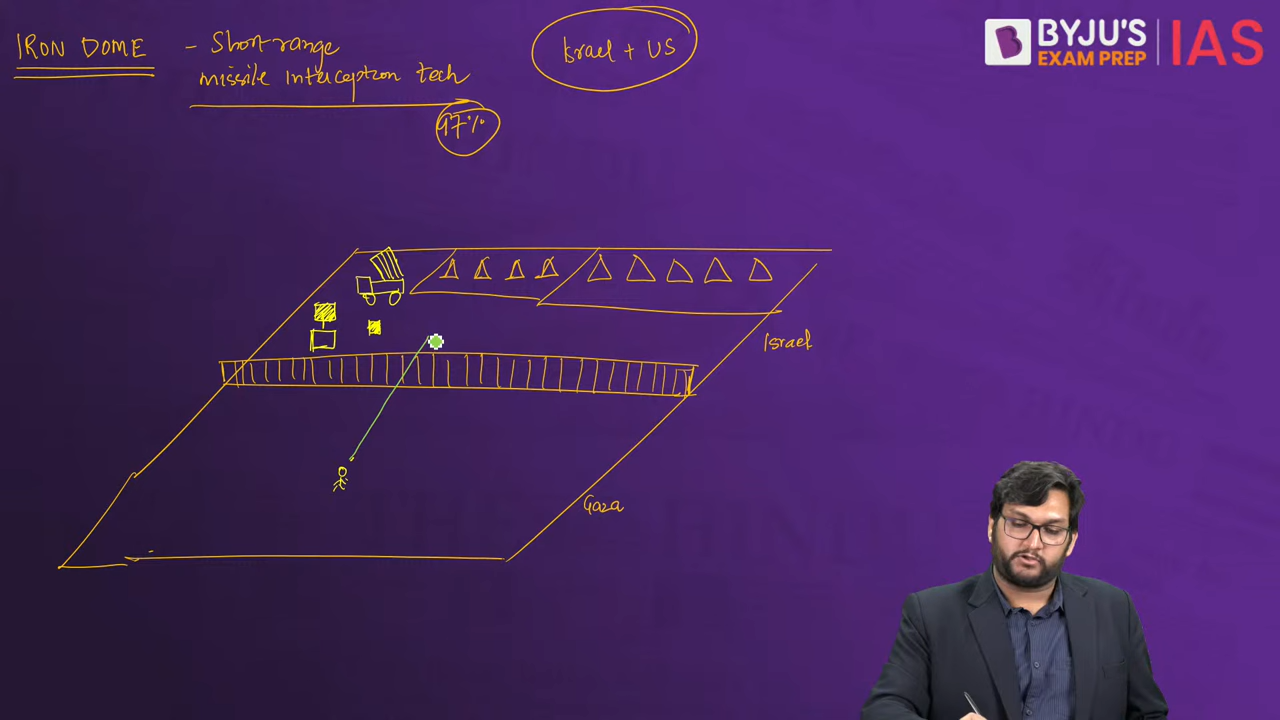 IRON DOME - Short range
missile interception tech
97%
Israel + US
BYJU'S
EXAM PREP
IAS
Israel
Gaza